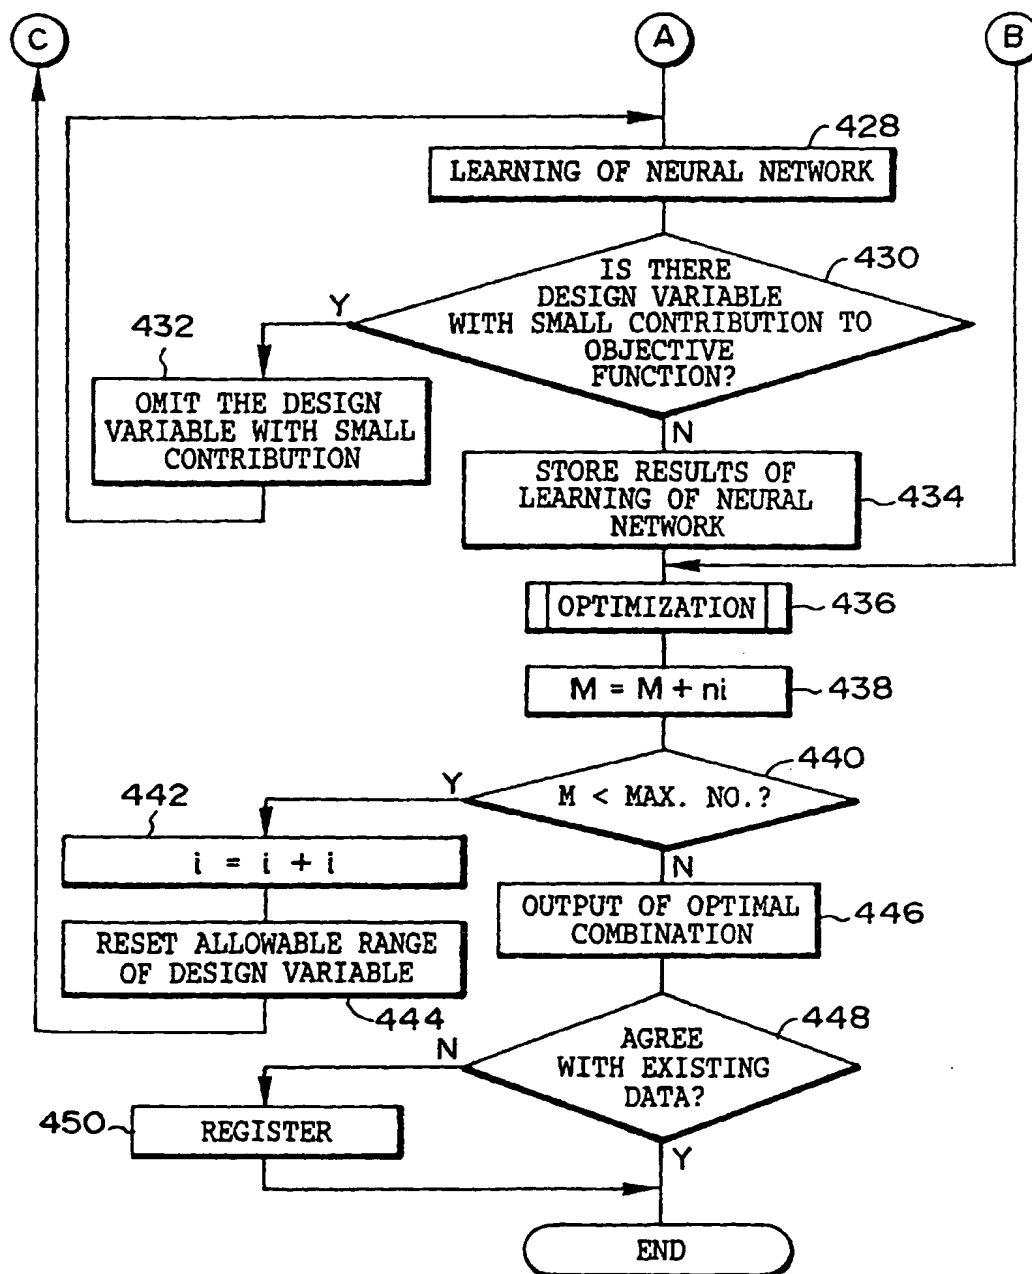 C
A
B
428
LEARNING OF NEURAL NETWORK
430
IS THERE
DESIGN VARIABLE
WITH SMALL CONTRIBUTION TO
OBJECTIVE
FUNCTION?
Y
N
432
OMIT THE DESIGN
VARIABLE WITH SMALL
CONTRIBUTION
STORE RESULTS OF
LEARNING OF NEURAL
NETWORK
434
OPTIMIZATION
436
M = M + ni
438
440
M < MAX. NO.?
Y
N
442
i = i + i
RESET ALLOWABLE RANGE
OF DESIGN VARIABLE
444
OUTPUT OF OPTIMAL
COMBINATION
446
448
AGREE
WITH EXISTING
DATA?
N
Y
450
REGISTER
END